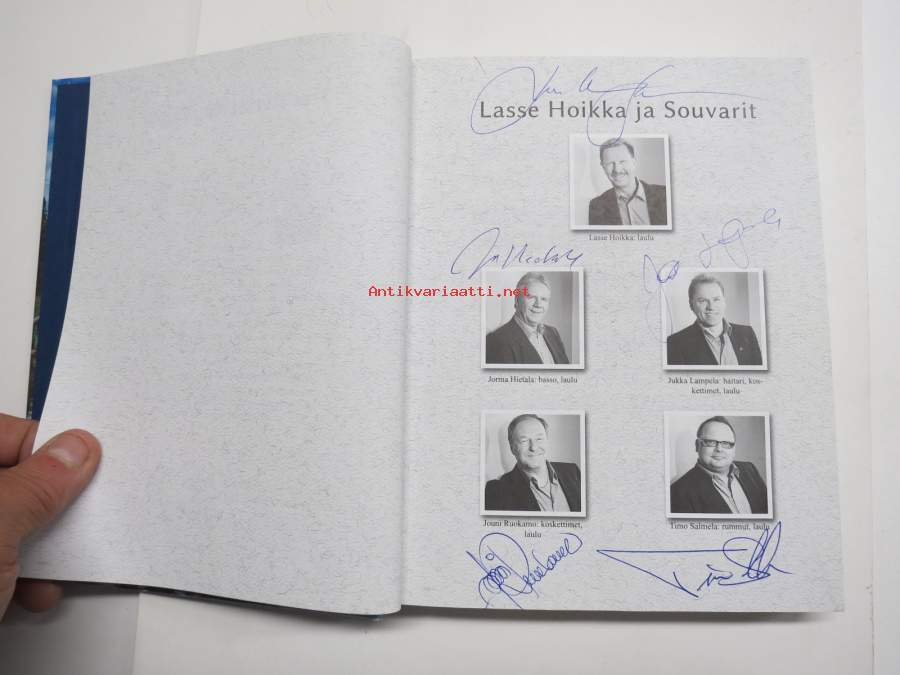 Lasse Hoikka ja Souvarit
Lasse Hoikka: laulu
Antikvariaatti.net
Jorma Hietala: basso, laulu
Jukka Lampela: haitari, kos-
kettimet, laulu
Jouni Ruokamo: koskettimet,
laulu
Timo Salmela: rummut, laulu